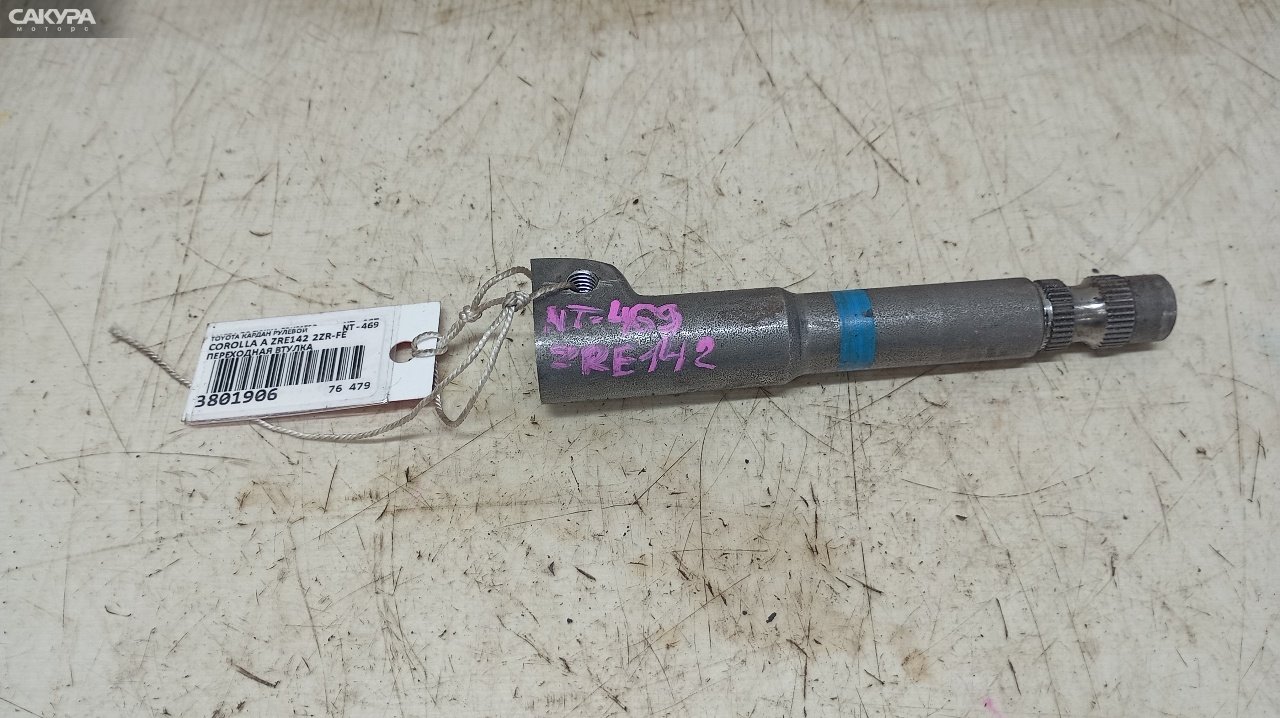 САКУРА
моторс
TOYOTA КАРДАН РУЛЕВОЙ NT-469
COROLLA A ZRE142 2ZR-FE
ПЕРЕХОДНАЯ ВТУЛКА
76 479
3801906
NT-469
ZRE142